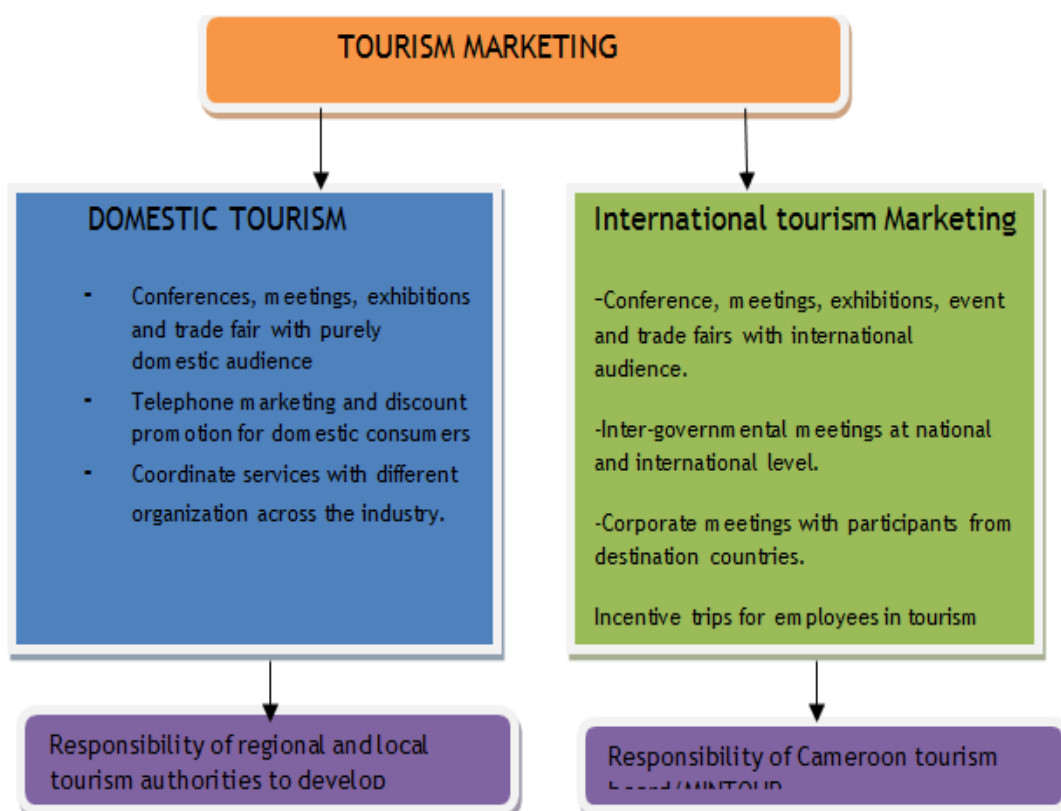 TOURISM MARKETING
DOMESTIC TOURISM
- Conferences, meetings, exhibitions
and trade fair with purely
domestic audience
- Telephone marketing and discount
promotion for domestic consumers
- Coordinate services with different
organization across the industry.
International tourism Marketing
-Conference, meetings, exhibitions, event
and trade fairs with international
audience.
-Inter-governmental meetings at national
and international level.
-Corporate meetings with participants from
destination countries.
Incentive trips for employees in tourism
Responsibility of regional and local
tourism authorities to develop
Responsibility of Cameroon tourism
board/MINTOUR